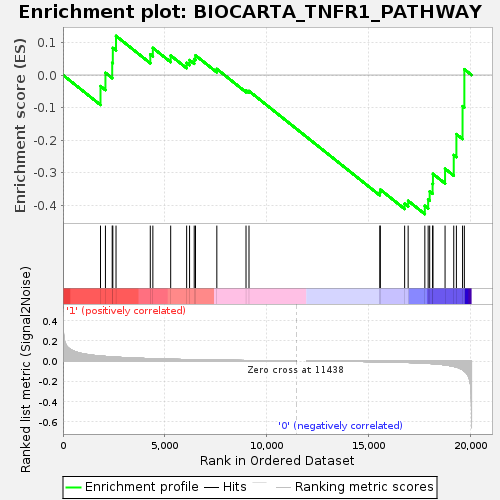 Enrichment plot: BIOCARTA_TNFR1_PATHWAY
Enrichment score (ES)
0.1
0.0
-0.1
-0.2
-0.3
-0.4
'1' (positively correlated)
Ranked list metric (Signal2Noise)
0.4
0.2
0.0
-0.2
-0.4
-0.6
Zero cross at 11438
'0' (negatively correlated)
0
5,000
10,000
15,000
20,000
Rank in Ordered Dataset
Enrichment profile
Hits
Ranking metric scores